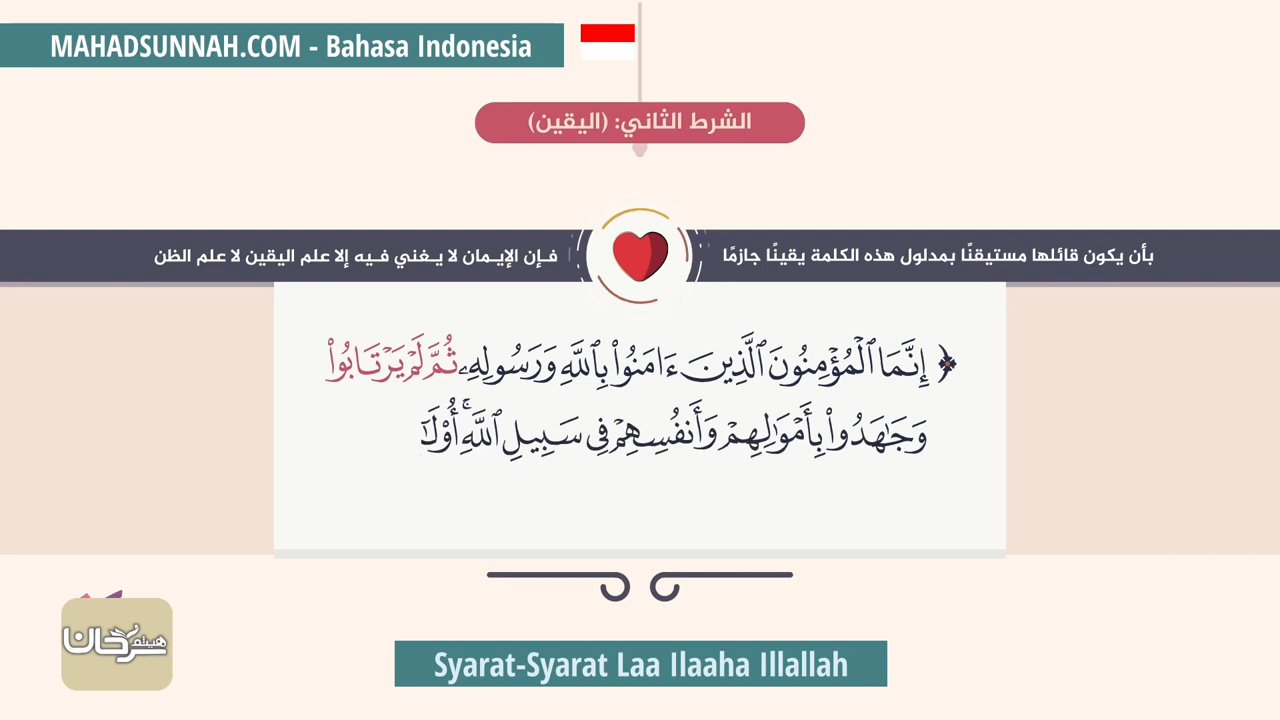 MAHADSUNNAH.COM - Bahasa Indonesia
الشرط الثاني: (اليقين)
بأن يكون قائلها مستيقنًا بمدلول هذه الكلمة يقينًا جازمًا
فإن الإيمان لا يغني فيه إلا علم اليقين لا علم الظن
﴿ إِنَّمَا ٱلْمُؤْمِنُونَ ٱلَّذِينَ ءَامَنُوا۟ بِٱللَّهِ وَرَسُولِهِۦ ثُمَّ لَمْ يَرْتَابُوا۟
وَجَٰهَدُوا۟ بِأَمْوَٰلِهِمْ وَأَنفُسِهِمْ فِى سَبِيلِ ٱللَّهِ ۚ أُو۟لَٰٓ
هيثم سرحان
Syarat-Syarat Laa Ilaaha Illallah